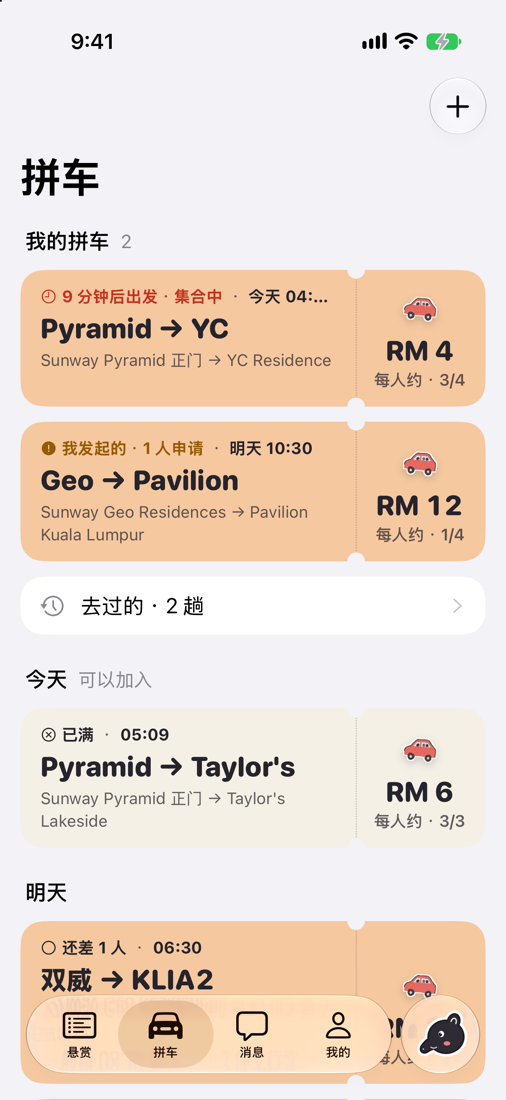 9:41
拼车
我的拼车 2
9 分钟后出发 · 集合中 · 今天 04:...
Pyramid → YC
Sunway Pyramid 正门 → YC Residence
RM 4
每人约 · 3/4
我发起的 · 1 人申请 · 明天 10:30
Geo → Pavilion
Sunway Geo Residences → Pavilion
Kuala Lumpur
RM 12
每人约 · 1/4
去过的 · 2 趟
今天 可以加入
已满 · 05:09
Pyramid → Taylor's
Sunway Pyramid 正门 → Taylor's
Lakeside
RM 6
每人约 · 3/3
明天
还差 1 人 · 06:30
双威 → KLIA2
悬赏
拼车
消息
我的